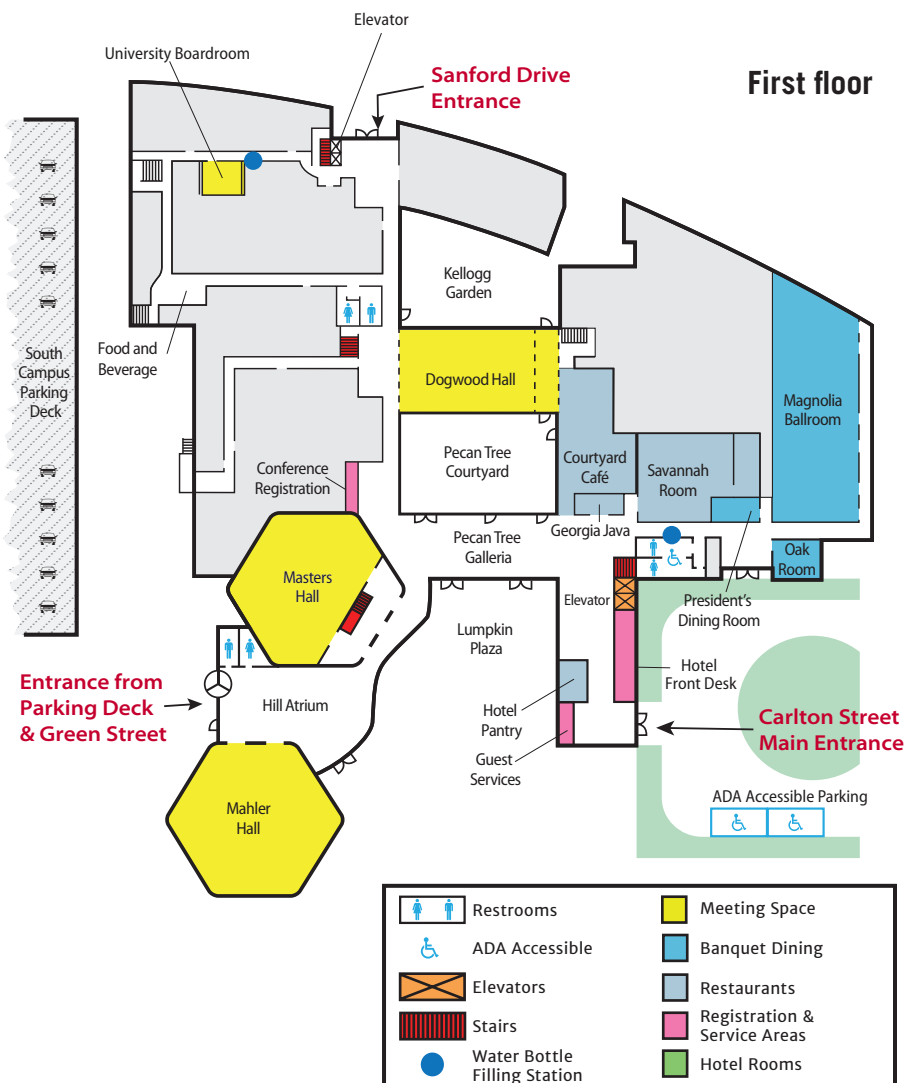 Elevator
University Boardroom
Sanford Drive
Entrance
First floor
Kellogg
Garden
Food and
Beverage
South
Campus
Parking
Deck
Dogwood Hall
Magnolia
Ballroom
Conference
Registration
Pecan Tree
Courtyard
Courtyard
Café
Savannah
Room
Georgia Java
Pecan Tree
Galleria
Oak
Room
Masters
Hall
Elevator
President's
Dining Room
Lumpkin
Plaza
Hotel
Front Desk
Entrance from
Parking Deck
& Green Street
Hill Atrium
Hotel
Pantry
Guest
Services
Carlton Street
Main Entrance
Mahler
Hall
ADA Accessible Parking
Restrooms
ADA Accessible
Elevators
Stairs
Water Bottle
Filling Station
Meeting Space
Banquet Dining
Restaurants
Registration &
Service Areas
Hotel Rooms